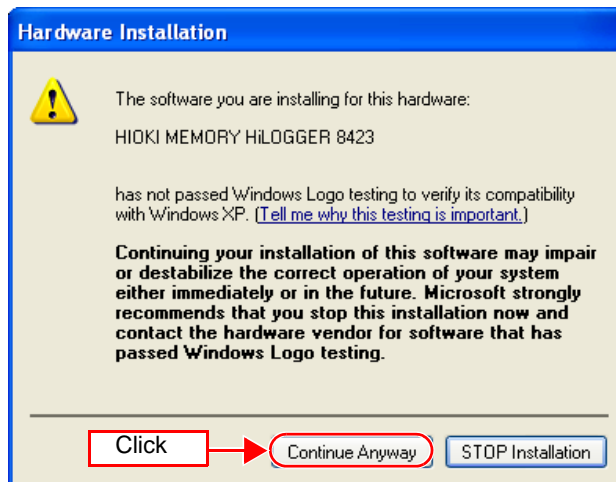 Hardware Installation
The software you are installing for this hardware:
HIOKI MEMORY HiLOGGER 8423
has not passed Windows Logo testing to verify its compatibility
with Windows XP. (Tell me why this testing is important.)
Continuing your installation of this software may impair
or destabilize the correct operation of your system
either immediately or in the future. Microsoft strongly
recommends that you stop this installation now and
contact the hardware vendor for software that has
passed Windows Logo testing.
Click Continue Anyway STOP Installation